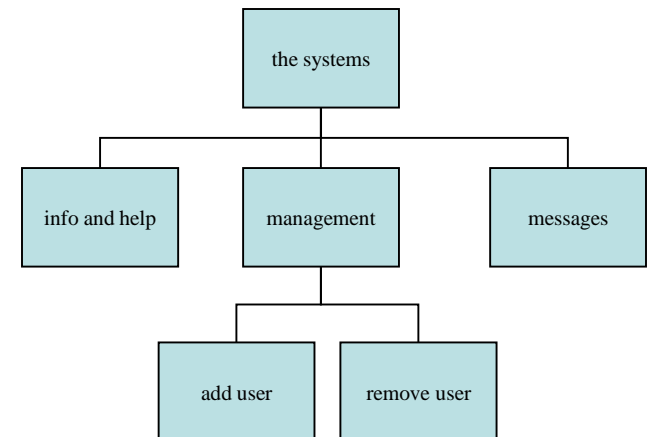 the systems
info and help
management
messages
add user
remove user